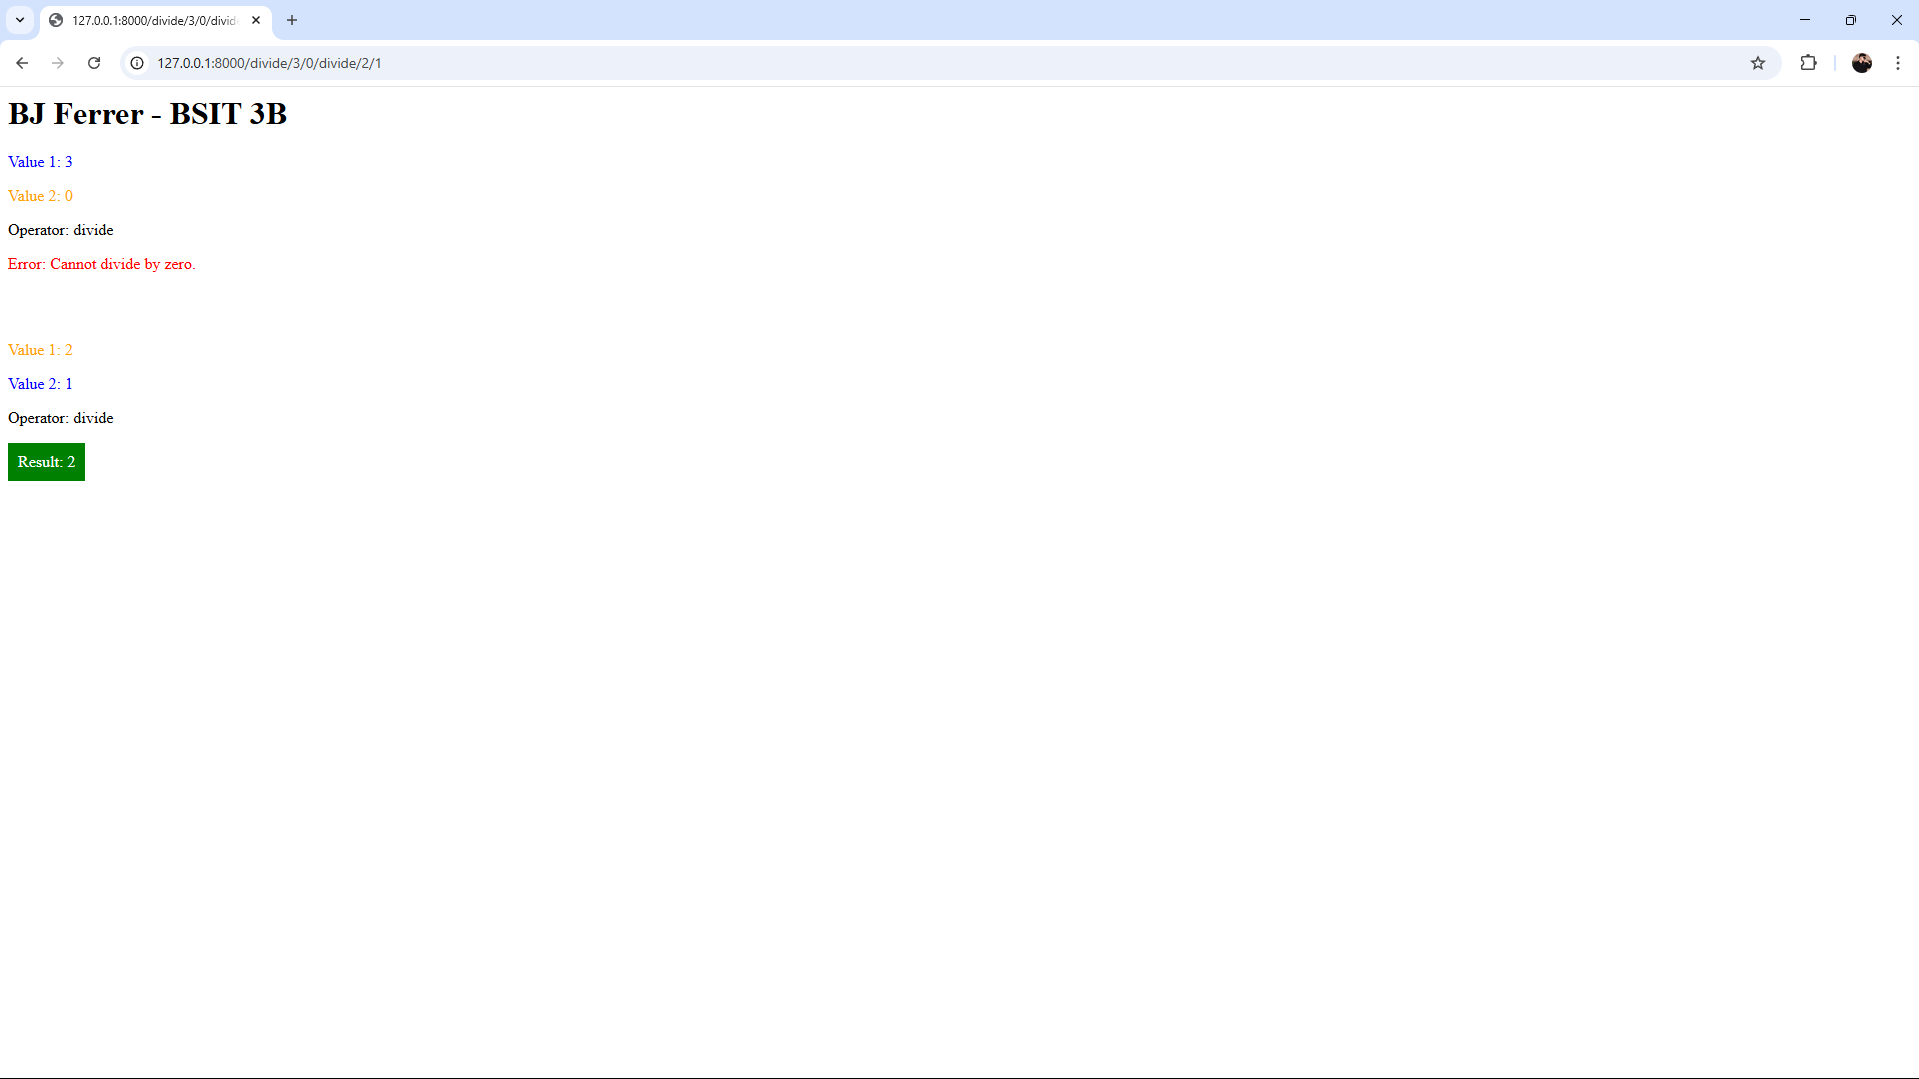 127.0.0.1:8000/divide/3/0/divid
127.0.0.1:8000/divide/3/0/divide/2/1
BJ Ferrer - BSIT 3B
Value 1: 3
Value 2: 0
Operator: divide
Error: Cannot divide by zero.
Value 1: 2
Value 2: 1
Operator: divide
Result: 2